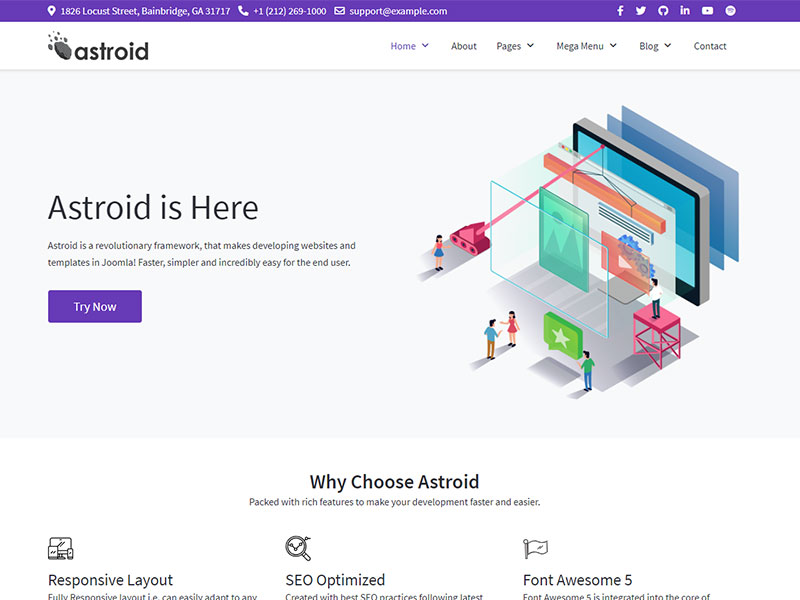 1826 Locust Street, Bainbridge, GA 31717 +1 (212) 269-1000 support@example.com
astroid
Home About Pages Mega Menu Blog Contact
Astroid is Here
Astroid is a revolutionary framework, that makes developing websites and
templates in Joomla! Faster, simpler and incredibly easy for the end user.
Try Now
Why Choose Astroid
Packed with rich features to make your development faster and easier.
Responsive Layout SEO Optimized Font Awesome 5
Fully Responsive layout i.e. can easily adapt to any Created with best SEO practices following latest Font Awesome 5 is integrated into the core of